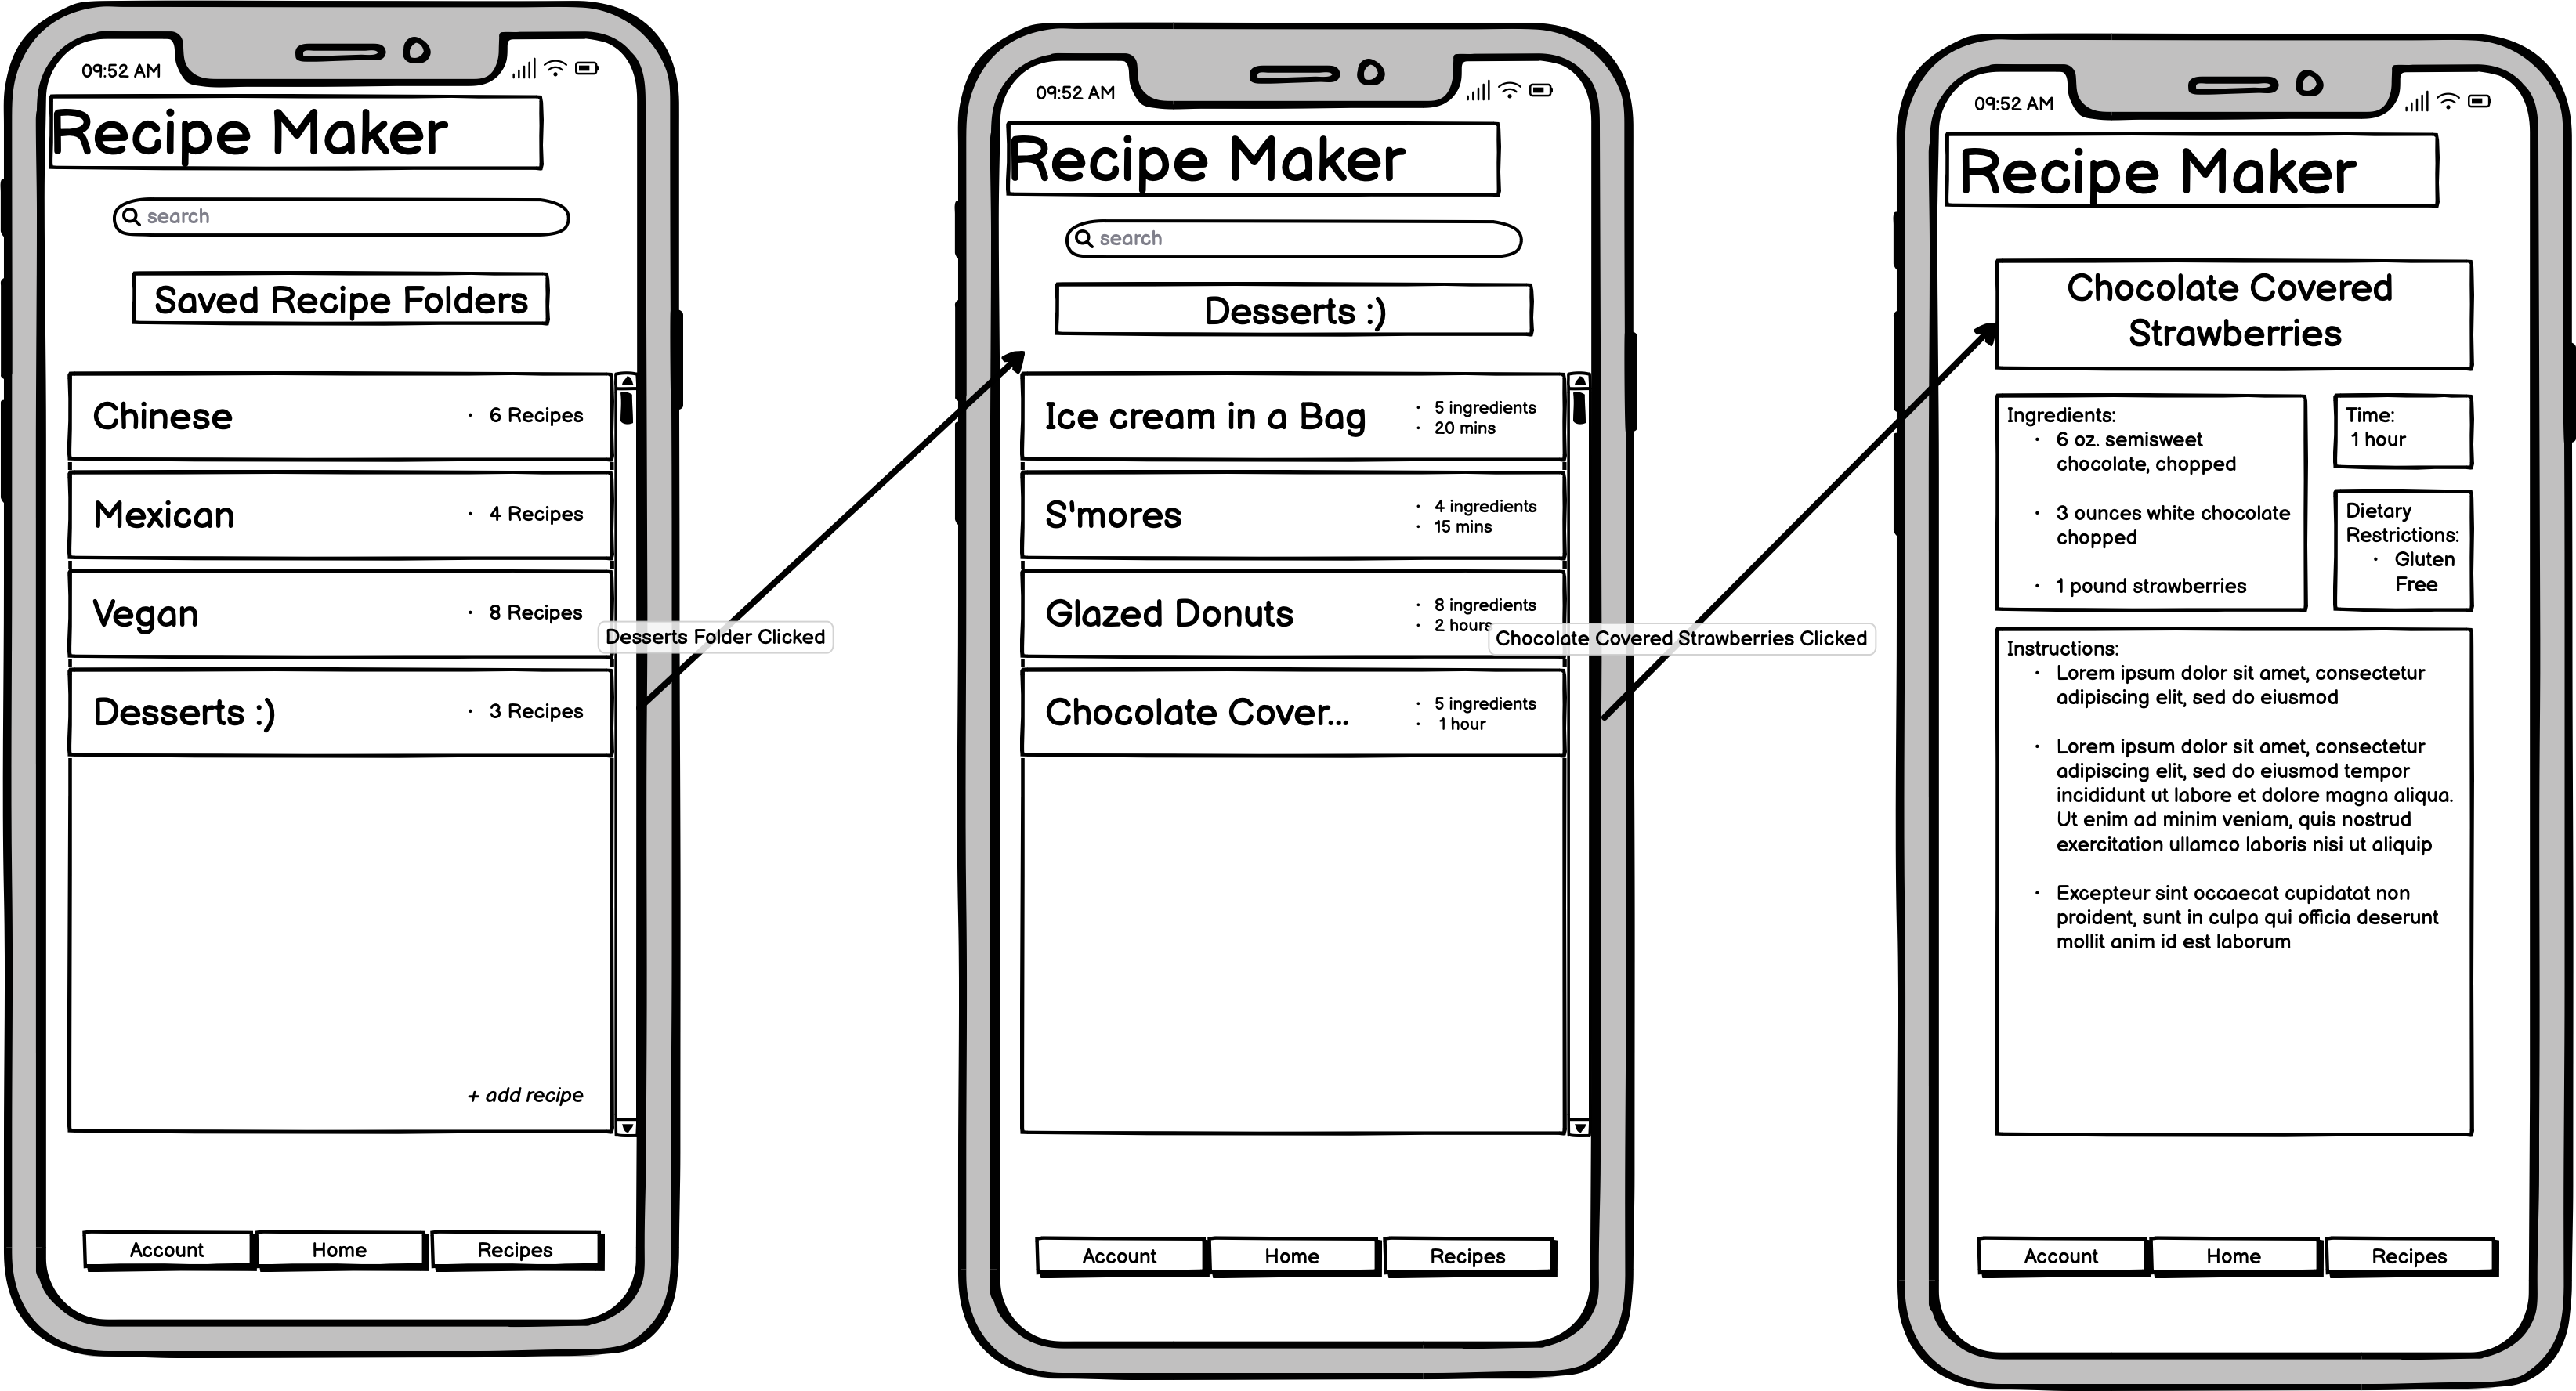 09:52 AM
Recipe Maker
search
Saved Recipe Folders
Chinese
· 6 Recipes
Mexican
· 4 Recipes
Vegan
· 8 Recipes
Desserts :)
· 3 Recipes
+ add recipe
Account
Home
Recipes
Desserts Folder Clicked
09:52 AM
Recipe Maker
search
Desserts :)
Ice cream in a Bag
· 5 ingredients
· 20 mins
S'mores
· 4 ingredients
· 15 mins
Glazed Donuts
· 8 ingredients
· 2 hours
Chocolate Cover...
· 5 ingredients
· 1 hour
Account
Home
Recipes
Chocolate Covered Strawberries Clicked
09:52 AM
Recipe Maker
Chocolate Covered
Strawberries
Ingredients:
· 6 oz. semisweet
chocolate, chopped
· 3 ounces white chocolate
chopped
· 1 pound strawberries
Time:
1 hour
Dietary
Restrictions:
· Gluten
Free
Instructions:
· Lorem ipsum dolor sit amet, consectetur
adipiscing elit, sed do eiusmod
· Lorem ipsum dolor sit amet, consectetur
adipiscing elit, sed do eiusmod tempor
incididunt ut labore et dolore magna aliqua.
Ut enim ad minim veniam, quis nostrud
exercitation ullamco laboris nisi ut aliquip
· Excepteur sint occaecat cupidatat non
proident, sunt in culpa qui officia deserunt
mollit anim id est laborum
Account
Home
Recipes